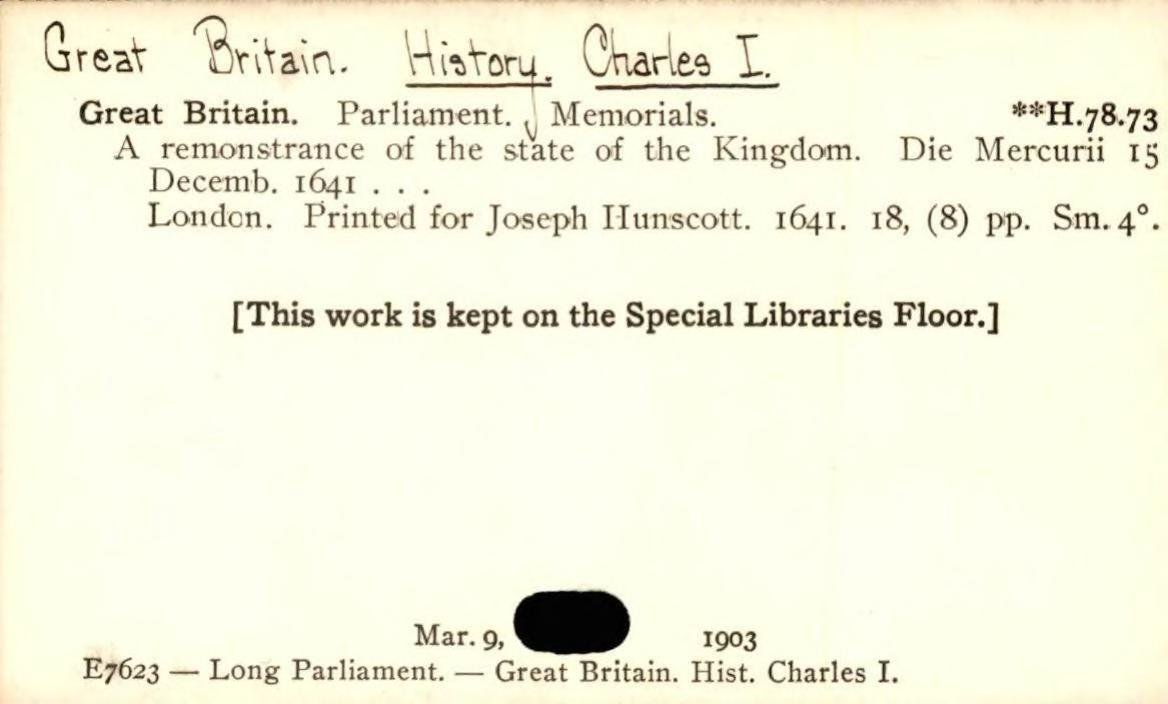 Great Britain. History. Charles I.
Great Britain. Parliament. Memorials. **H.78.73
A remonstrance of the state of the Kingdom. Die Mercurii 15
Decemb. 1641 . . .
London. Printed for Joseph Hunscott. 1641. 18, (8) pp. Sm. 4°.
[This work is kept on the Special Libraries Floor.]
Mar. 9, 1903
E7623 — Long Parliament. — Great Britain. Hist. Charles I.